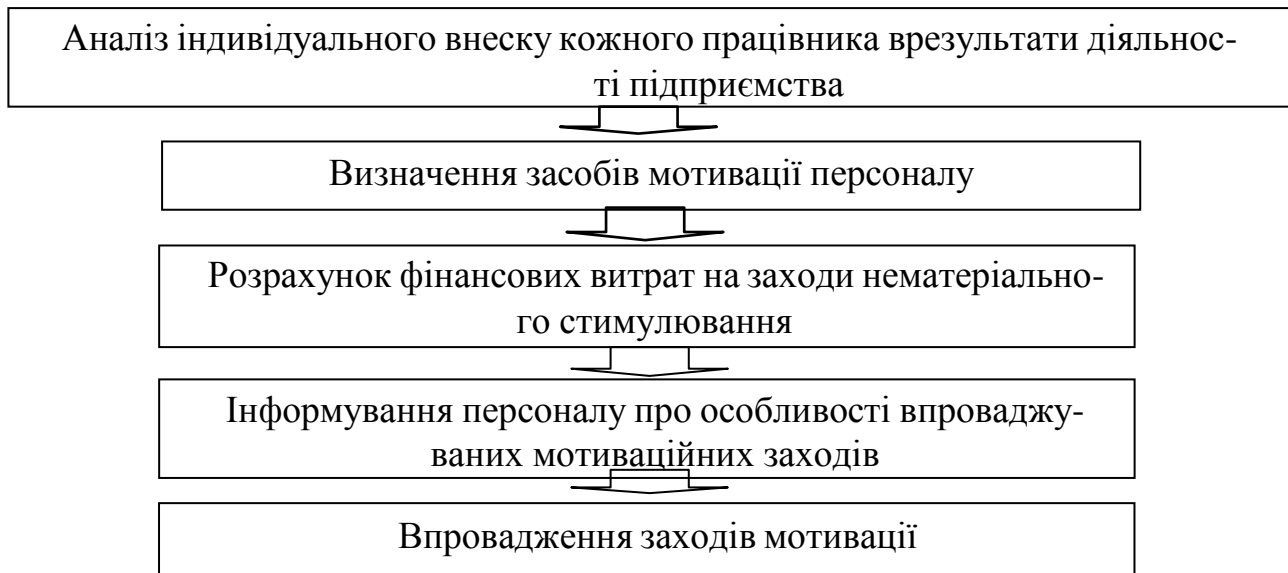 Аналіз індивідуального внеску кожного працівника врезультати діяльнос-
ті підприємства
Визначення засобів мотивації персоналу
Розрахунок фінансових витрат на заходи нематеріально-
го стимулювання
Інформування персоналу про особливості впроваджу-
ваних мотиваційних заходів
Впровадження заходів мотивації